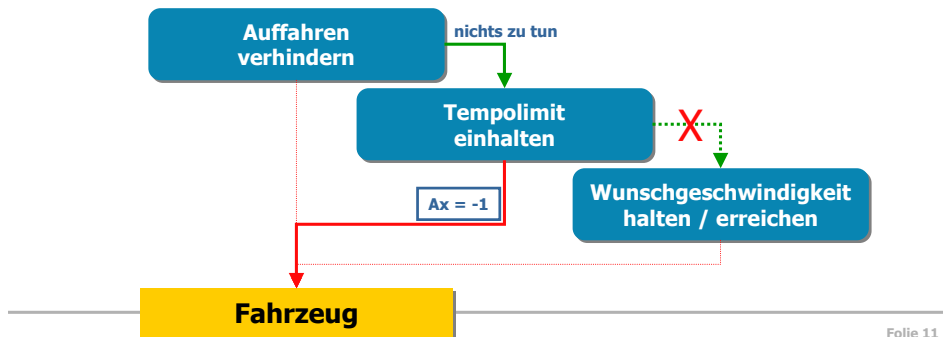 Auffahren
verhindern
nichts zu tun
Tempolimit
einhalten
X
Wunschgeschwindigkeit
halten / erreichen
Ax = -1
Fahrzeug
Folie 11